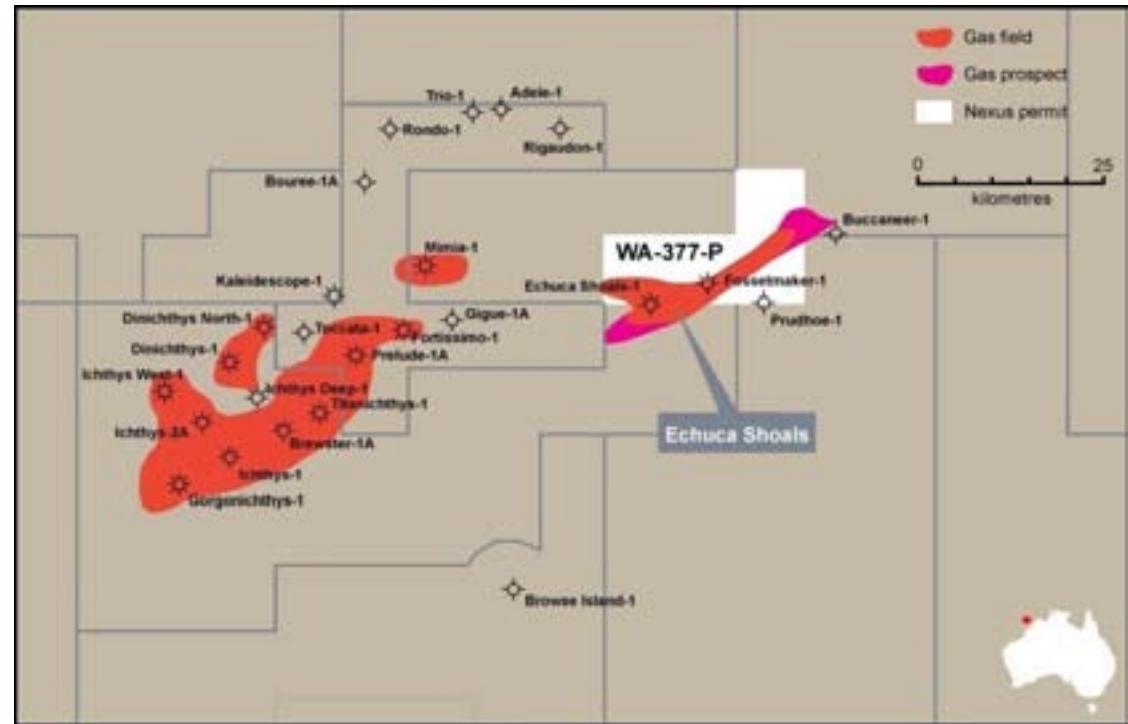 Gas field
Gas prospect
Nexus permit
0 25
kilometres
Trio-1
Adele-1
Rondo-1
Rigaudon-1
Bouree-1A
Buccaneer-1
Mimia-1
WA-377-P
Kaleidescope-1
Echuca Shoals-1
Fossetmaker-1
Prudhoe-1
Dinichthys North-1
Toccata-1
Gigue-1A
Fortissimo-1
Dinichthys-1
Prelude-1A
Ichthys West-1
Ichthys Deep-1
Titanichthys-1
Ichthys-2A
Brewster-1A
Echuca Shoals
Ichthys-1
Gorgonichthys-1
Browse Island-1